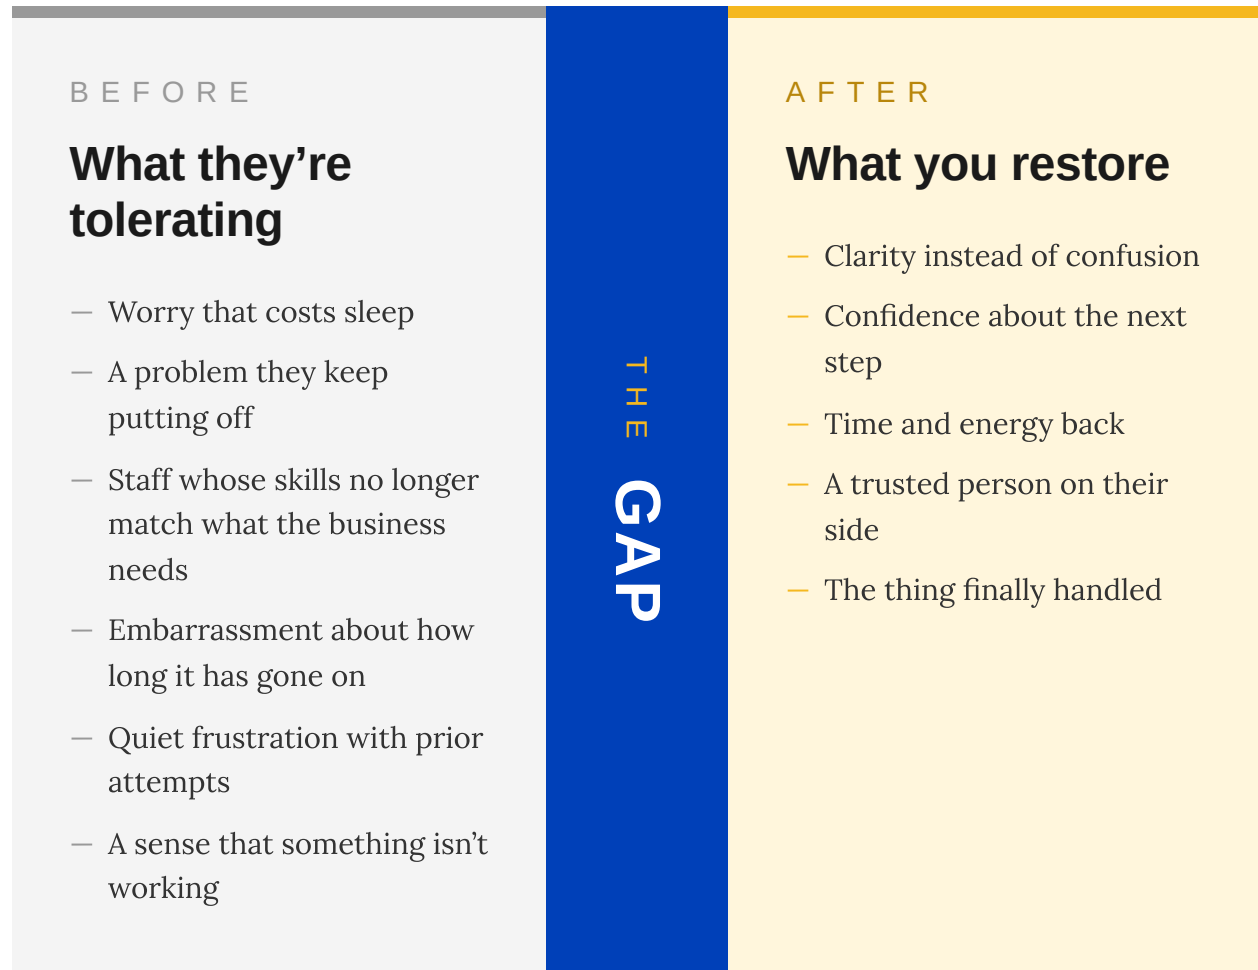 BEFORE
What they’re
tolerating
— Worry that costs sleep
— A problem they keep
putting off
— Staff whose skills no longer
match what the business
needs
— Embarrassment about how
long it has gone on
— Quiet frustration with prior
attempts
— A sense that something isn’t
working
THE GAP
AFTER
What you restore
— Clarity instead of confusion
— Confidence about the next
step
— Time and energy back
— A trusted person on their
side
— The thing finally handled